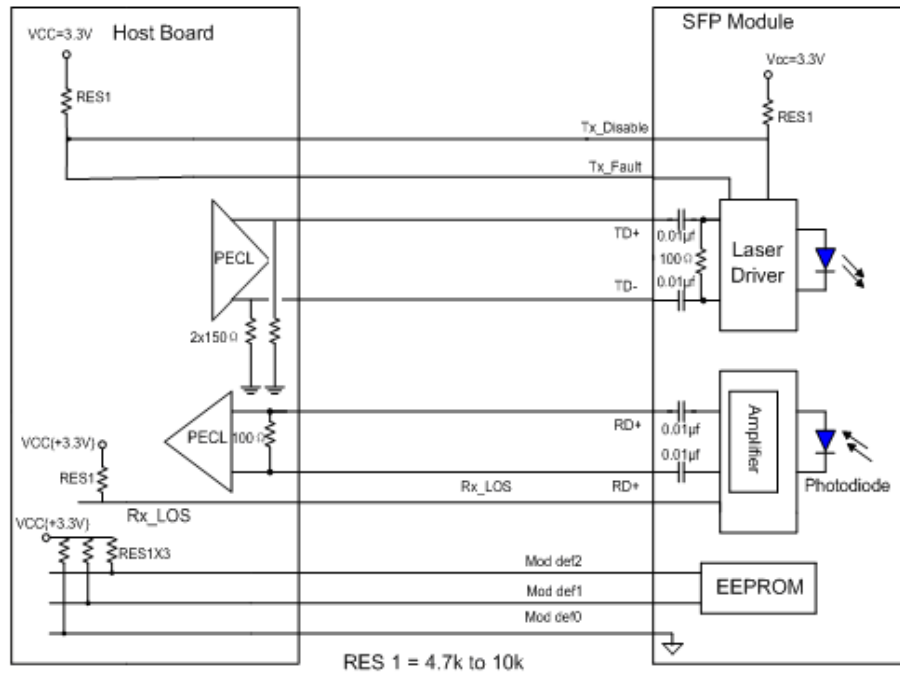 Host Board
SFP Module
VCC=3.3V
Vcc=3.3V
RES1
RES1
Tx_Disable
Tx_Fault
PECL
TD+
0.01µf
100Ω
0.01µf
TD-
Laser
Driver
2x150Ω
PECL
100Ω
RD+
0.01µf
0.01µf
RD+
Amplifier
Photodiode
VCC(+3.3V)
RES1
Rx_LOS
Rx_LOS
VCC(+3.3V)
RES1X3
Mod def2
Mod def1
Mod def0
EEPROM
RES 1 = 4.7k to 10k